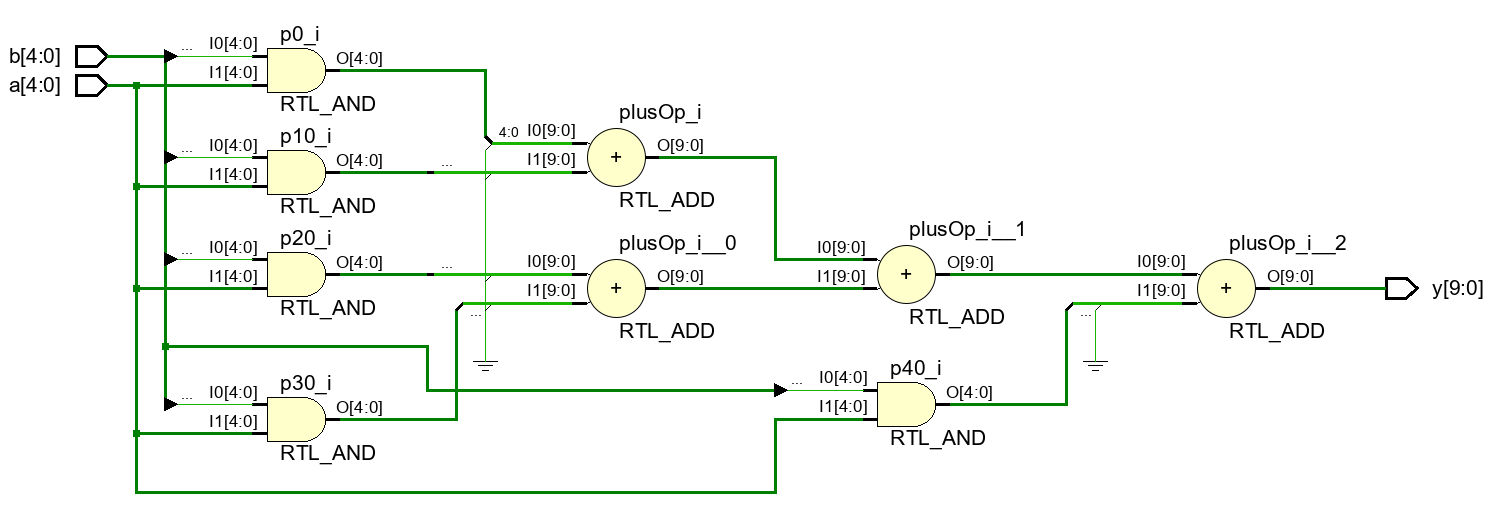 b[4:0]
a[4:0]
p0_i
... I0[4:0]
I1[4:0]
O[4:0]
RTL_AND
p10_i
... I0[4:0]
I1[4:0]
O[4:0]
...
RTL_AND
p20_i
... I0[4:0]
I1[4:0]
O[4:0]
...
RTL_AND
p30_i
... I0[4:0]
I1[4:0]
O[4:0]
RTL_AND
plusOp_i
4:0 I0[9:0]
I1[9:0]
+
O[9:0]
RTL_ADD
plusOp_i__0
I0[9:0]
I1[9:0]
...
+
O[9:0]
RTL_ADD
plusOp_i__1
I0[9:0]
I1[9:0]
+
O[9:0]
RTL_ADD
p40_i
... I0[4:0]
I1[4:0]
O[4:0]
RTL_AND
plusOp_i__2
I0[9:0]
I1[9:0]
...
+
O[9:0]
RTL_ADD
y[9:0]